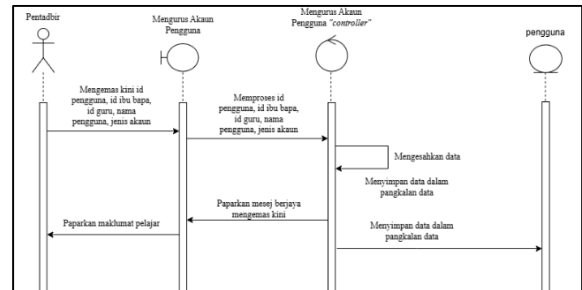 Pentadbir
Mengurus Akaun
Pengguna
Mengurus Akaun
Pengguna "controller"
pengguna
Mengemas kini id
pengguna, id ibu bapa,
id guru, nama
pengguna, jenis akaun
Memproses id
pengguna, id ibu bapa,
id guru, nama
pengguna, jenis akaun
Mengesahkan data
Menyimpan data dalam
pangkalan data
Paparkan mesej berjaya
mengemas kini
Paparkan maklumat pelajar
Menyimpan data dalam
pangkalan data